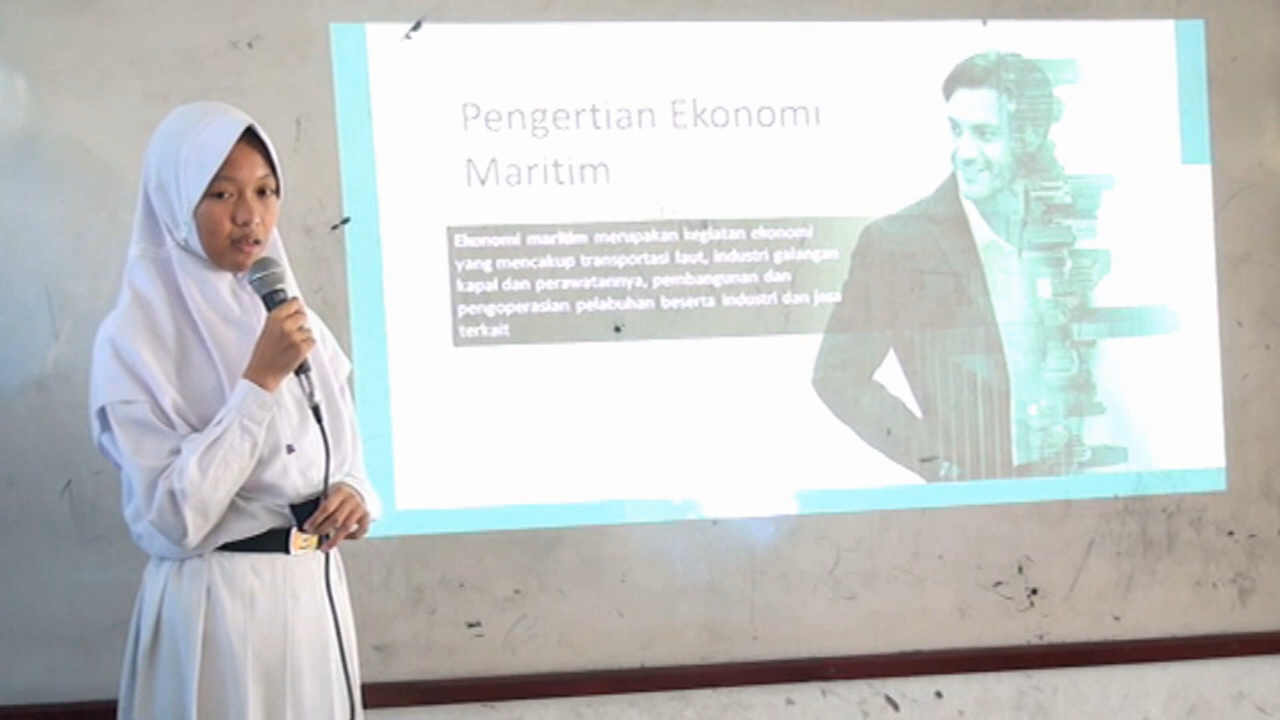 Pengertian Ekonomi
Maritim
Ekonomi maritim merupakan kegiatan ekonomi
yang mencakup transportasi laut, industri galangan
kapal dan perawatannya, pembangunan dan
pengoperasian pelabuhan beserta industri dan jasa
terkait